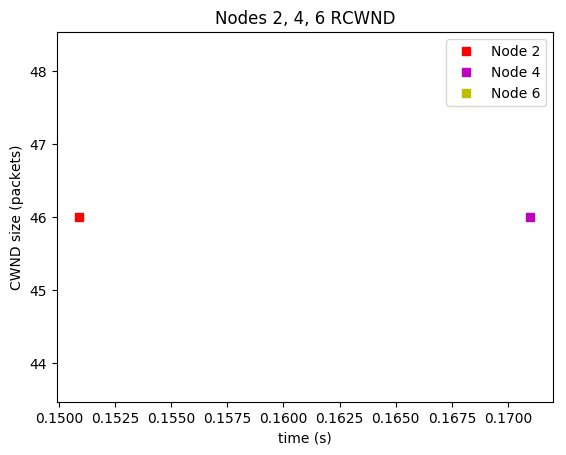 Nodes 2, 4, 6 RCWND
Node 2
Node 4
Node 6
48
47
46
45
44
CWND size (packets)
0.1500 0.1525 0.1550 0.1575 0.1600 0.1625 0.1650 0.1675 0.1700
time (s)